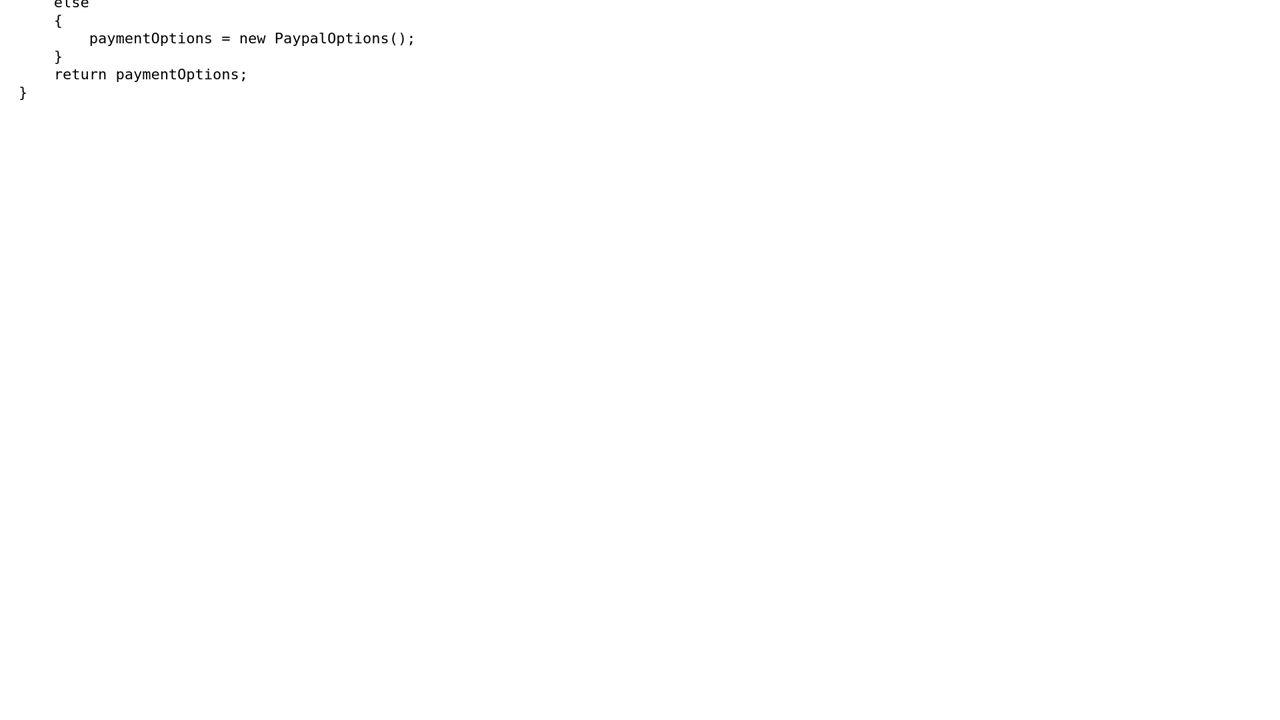 else
{
paymentOptions = new PaypalOptions();
}
return paymentOptions;
}